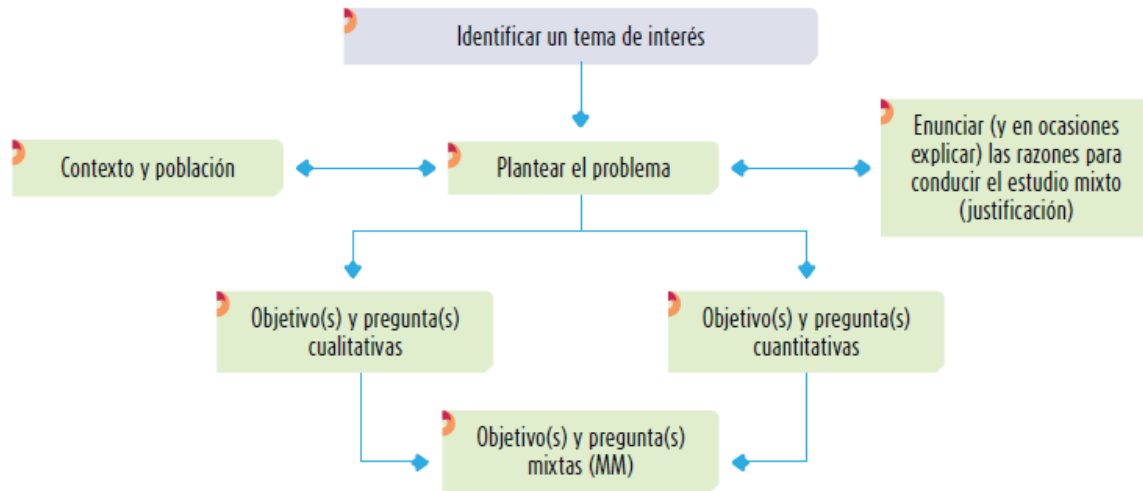 Identificar un tema de interés
Contexto y población
Plantear el problema
Enunciar (y en ocasiones
explicar) las razones para
conducir el estudio mixto
(justificación)
Objetivo(s) y pregunta(s)
cualitativas
Objetivo(s) y pregunta(s)
cuantitativas
Objetivo(s) y pregunta(s)
mixtas (MM)